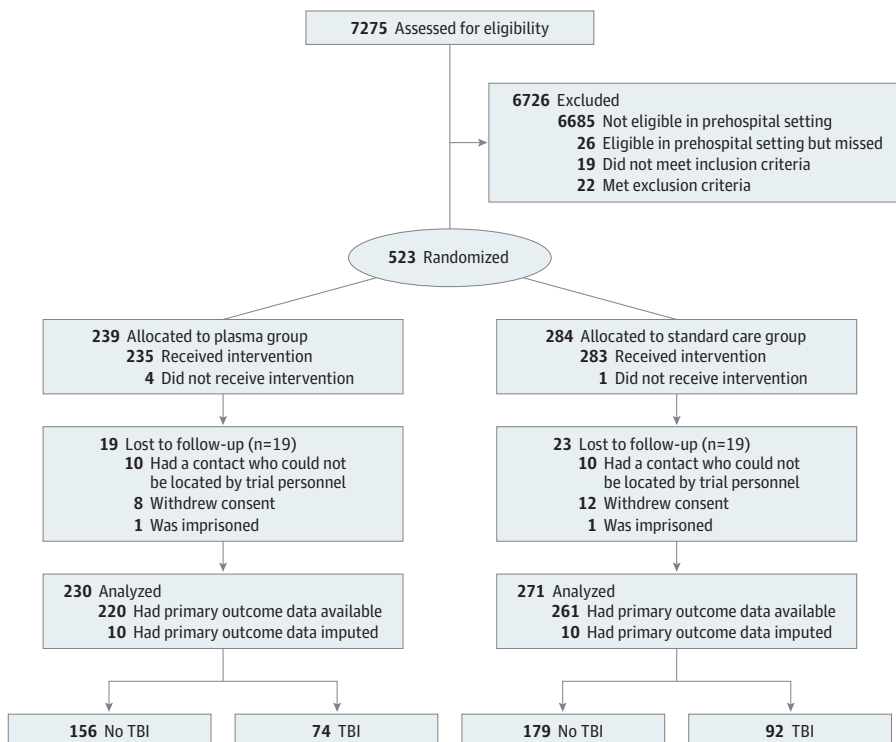 7275 Assessed for eligibility
6726 Excluded
6685 Not eligible in prehospital setting
26 Eligible in prehospital setting but missed
19 Did not meet inclusion criteria
22 Met exclusion criteria
523 Randomized
239 Allocated to plasma group
235 Received intervention
4 Did not receive intervention
284 Allocated to standard care group
283 Received intervention
1 Did not receive intervention
19 Lost to follow-up (n=19)
10 Had a contact who could not
be located by trial personnel
8 Withdrew consent
1 Was imprisoned
23 Lost to follow-up (n=19)
10 Had a contact who could not
be located by trial personnel
12 Withdrew consent
1 Was imprisoned
230 Analyzed
220 Had primary outcome data available
10 Had primary outcome data imputed
271 Analyzed
261 Had primary outcome data available
10 Had primary outcome data imputed
156 No TBI
74 TBI
179 No TBI
92 TBI